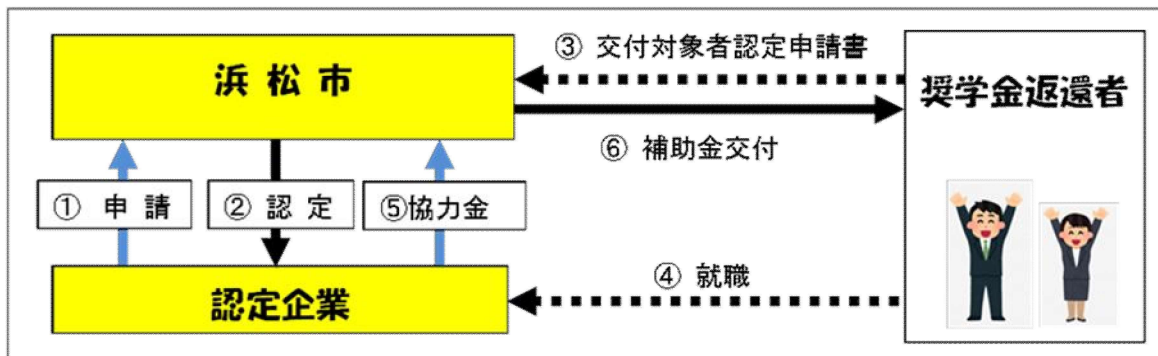 ③ 交付対象者認定申請書
浜松市
奨学金返還者
⑥ 補助金交付
① 申請
② 認定
⑤協力金
④ 就職
認定企業